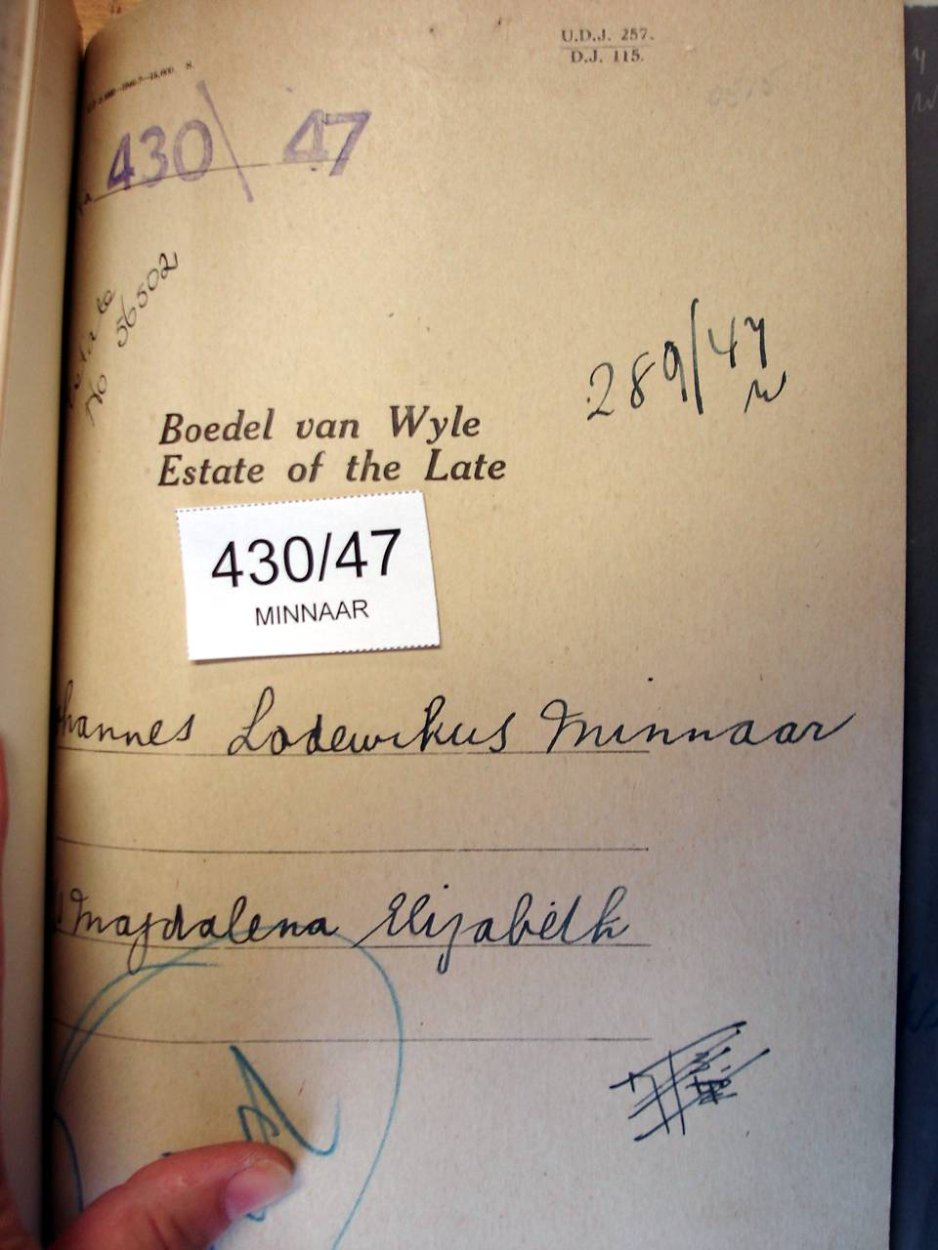 U.D.J. 257.
D.J. 115.
430/47
No 56502
289/47
Boedel van Wyle
Estate of the Late
430/47
MINNAAR
hannes Lodewikus Minnaar
Magdalena Elizabeth